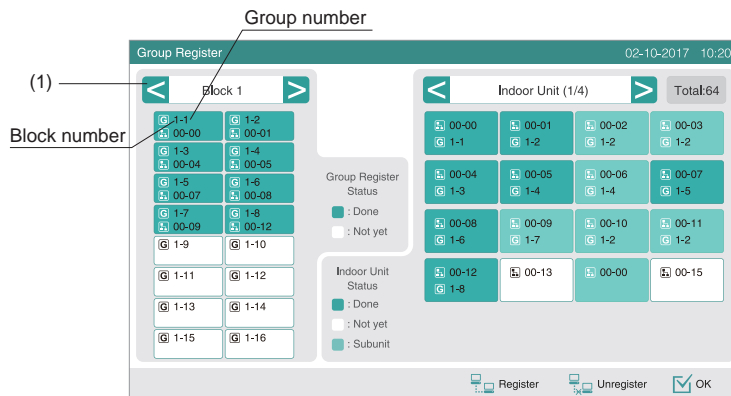 Group number
Group Register
02-10-2017 10:20
(1)
<
Block 1
>
Block number
G 1-1
00-00
G 1-2
00-01
G 1-3
00-04
G 1-4
00-05
G 1-5
00-07
G 1-6
00-08
G 1-7
00-09
G 1-8
00-12
G 1-9
G 1-10
G 1-11
G 1-12
G 1-13
G 1-14
G 1-15
G 1-16
Group Register
Status
: Done
: Not yet
Indoor Unit
Status
: Done
: Not yet
: Subunit
<
Indoor Unit (1/4)
>
Total:64
00-00
G 1-1
00-01
G 1-2
00-02
G 1-2
00-03
G 1-2
00-04
G 1-3
00-05
G 1-4
00-06
G 1-4
00-07
G 1-5
00-08
G 1-6
00-09
G 1-7
00-10
G 1-2
00-11
G 1-2
00-12
G 1-8
00-13
00-00
00-15
Register
Unregister
OK